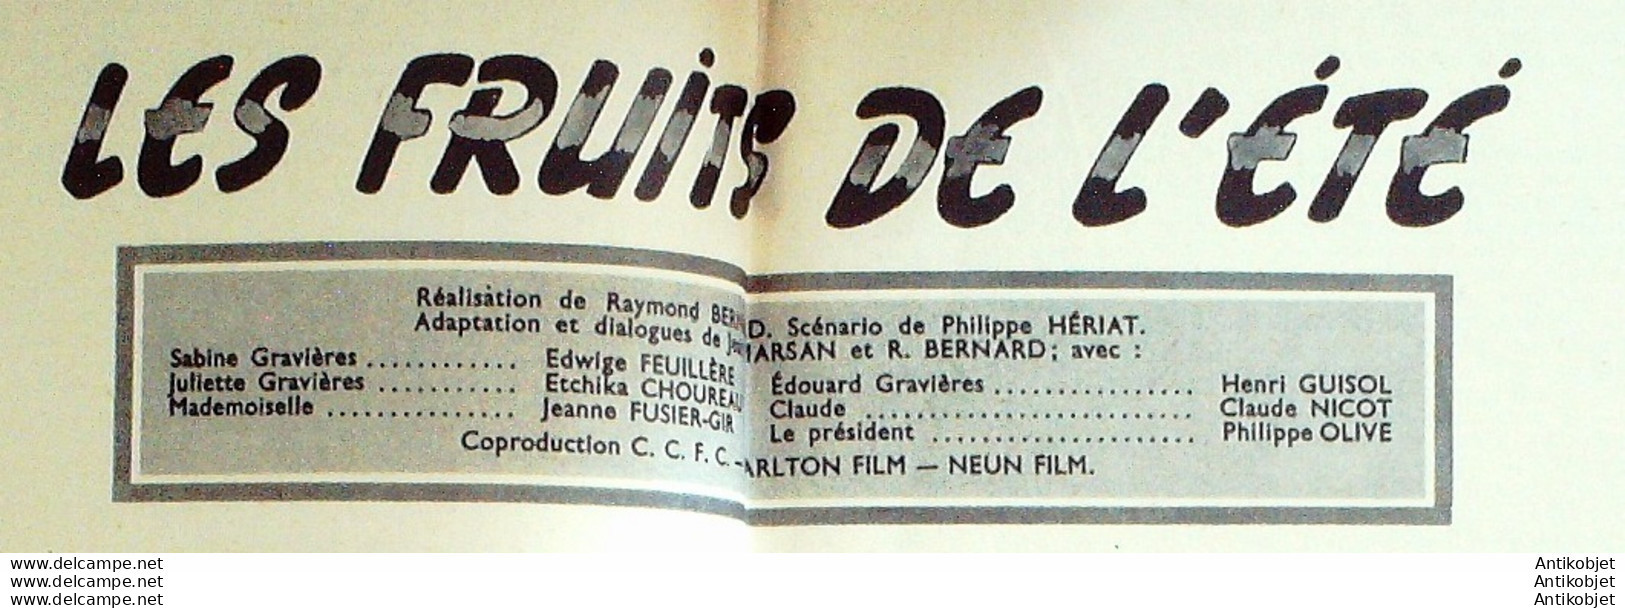 LES FRUITS DE L'ÉTÉ
Réalisation de Raymond BERN D. Scénario de Philippe HÉRIAT.
Adaptation et dialogues de MARSAN et R. BERNARD; avec :
Sabine Gravières ............ Edwige FEUILLÈRE
Juliette Gravières ........... Etchika CHOUREAU
Mademoiselle ............... Jeanne FUSIER-GIR
Édouard Gravières ................ Henri GUISOL
Claude .......................... Claude NICOT
Le président ..................... Philippe OLIVE
Coproduction C. C. F. C. - ARLTON FILM — NEUN FILM.
www.delcampe.net
www.delcampe.net
www.delcampe.net
Antikobjet
Antikobjet
Antikobjet